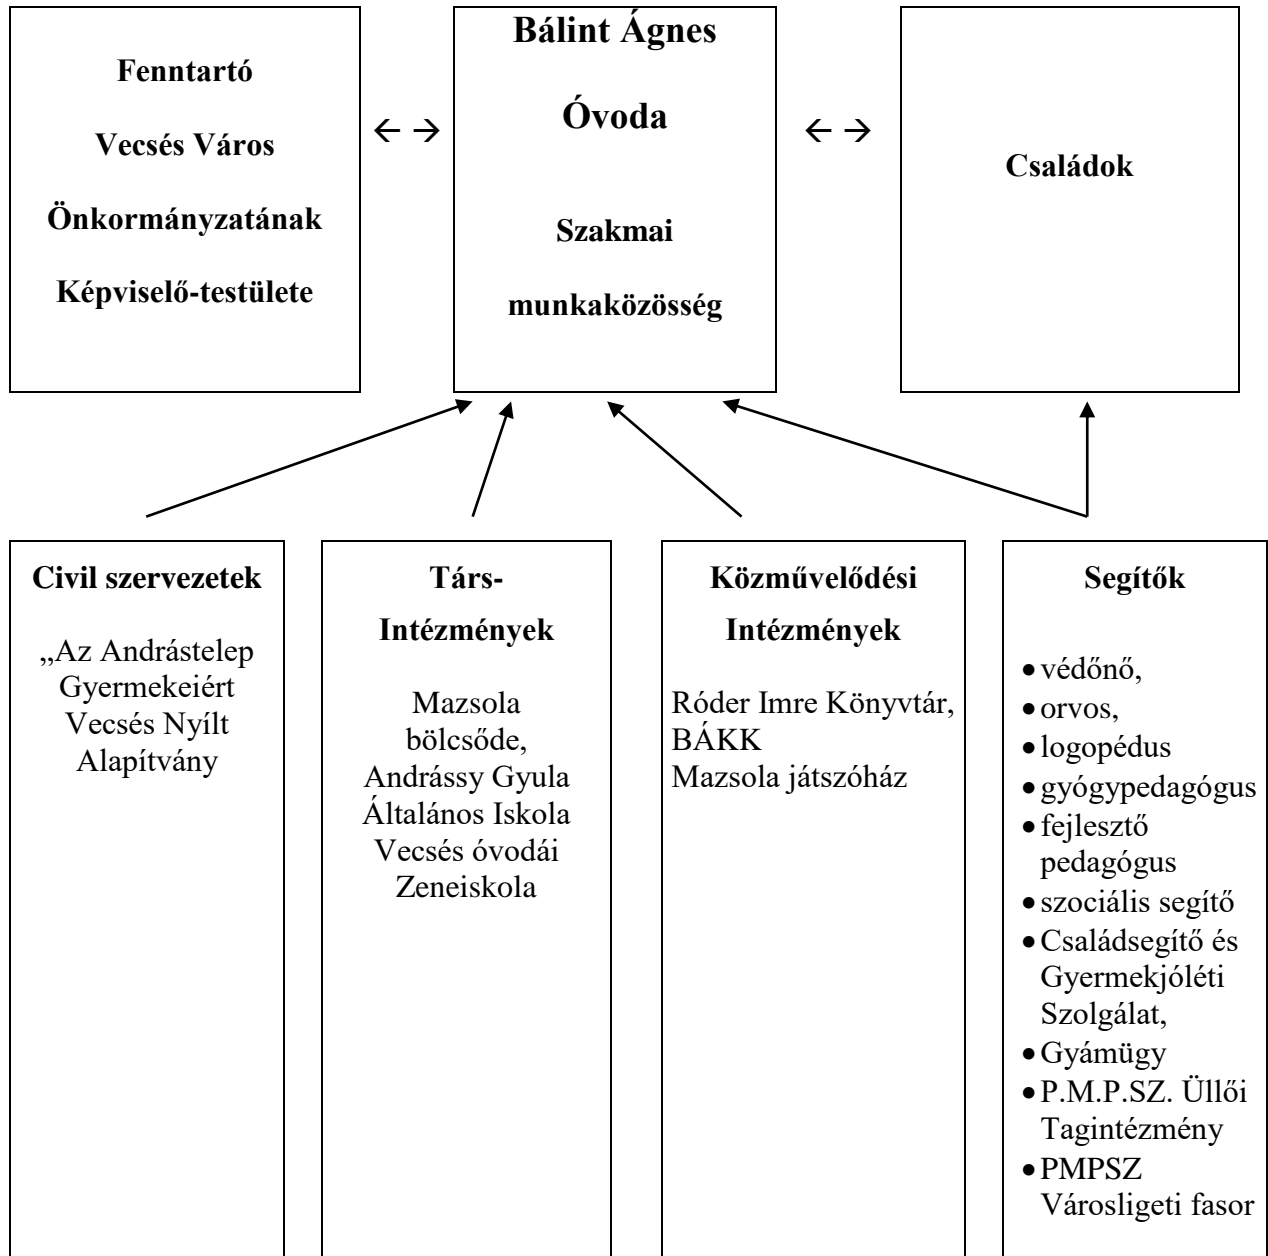 Fenntartó
Vecsés Város
Önkormányzatának
Képviselő-testülete
← →
Bálint Ágnes
Óvoda
Szakmai
munkaközösség
← →
Családok
Civil szervezetek
„Az Andrástelep
Gyermekeiért
Vecsés Nyílt
Alapítvány
Társ-
Intézmények
Mazsola
bölcsőde,
Andrássy Gyula
Általános Iskola
Vecsés óvodái
Zeneiskola
Közművelődési
Intézmények
Róder Imre Könyvtár,
BÁKK
Mazsola játszóház
Segítők
• védőnő,
• orvos,
• logopédus
• gyógypedagógus
• fejlesztő
pedagógus
• szociális segítő
• Családsegítő és
Gyermekjóléti
Szolgálat,
• Gyámügy
• P.M.P.SZ. Üllői
Tagintézmény
• PMPSZ
Városligeti fasor